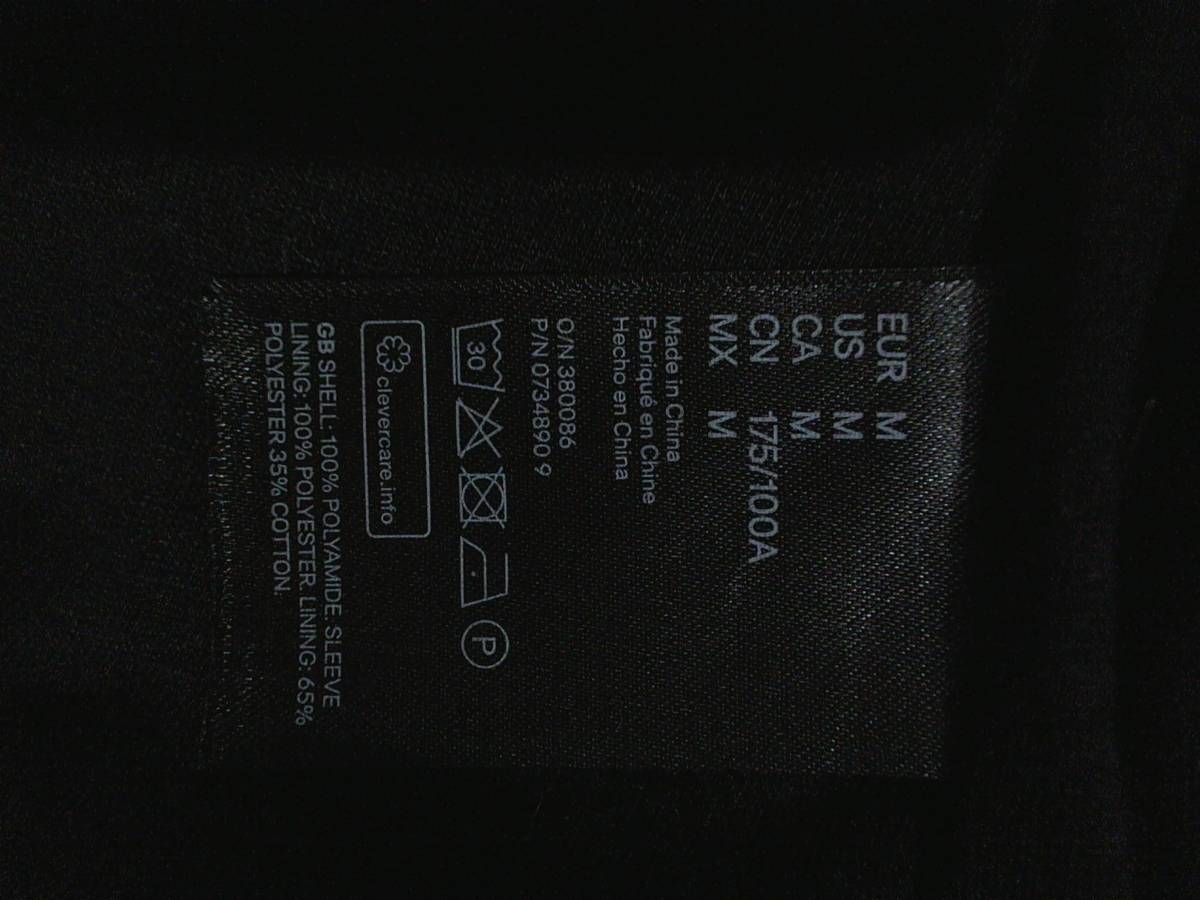 EUR M
US M
CA M
CN 175/100A
MX M
Made in China
Fabriqué en Chine
Hecho en China
O/N 380086
P/N 0734890 9
30
P
clevercare.info
GB SHELL: 100% POLYAMIDE. SLEEVE
LINING: 100% POLYESTER. LINING: 65%
POLYESTER 35% COTTON.